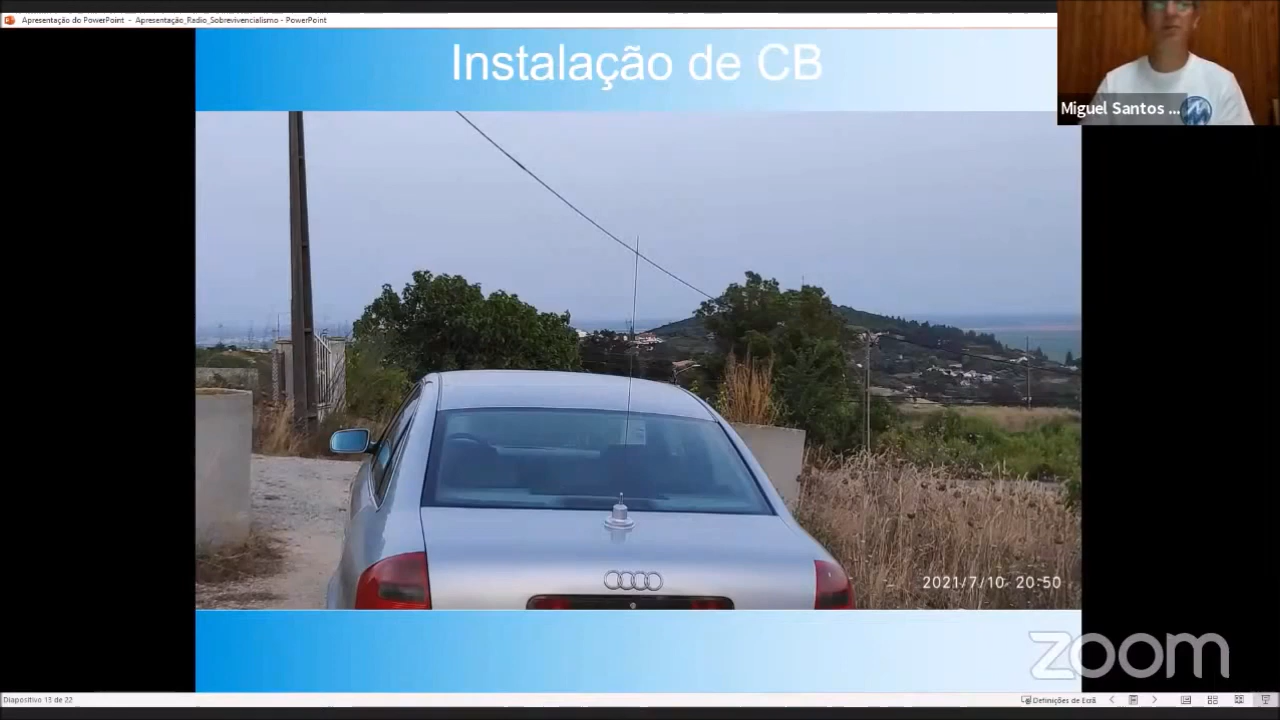 Apresentação do PowerPoint - Apresentação_Radio_Sobrevivencialismo - PowerPoint
Instalação de CB
Miguel Santos ...
2021/7/10 20:50
zoom
Diapositivo 13 de 22
Definições de Ecrã